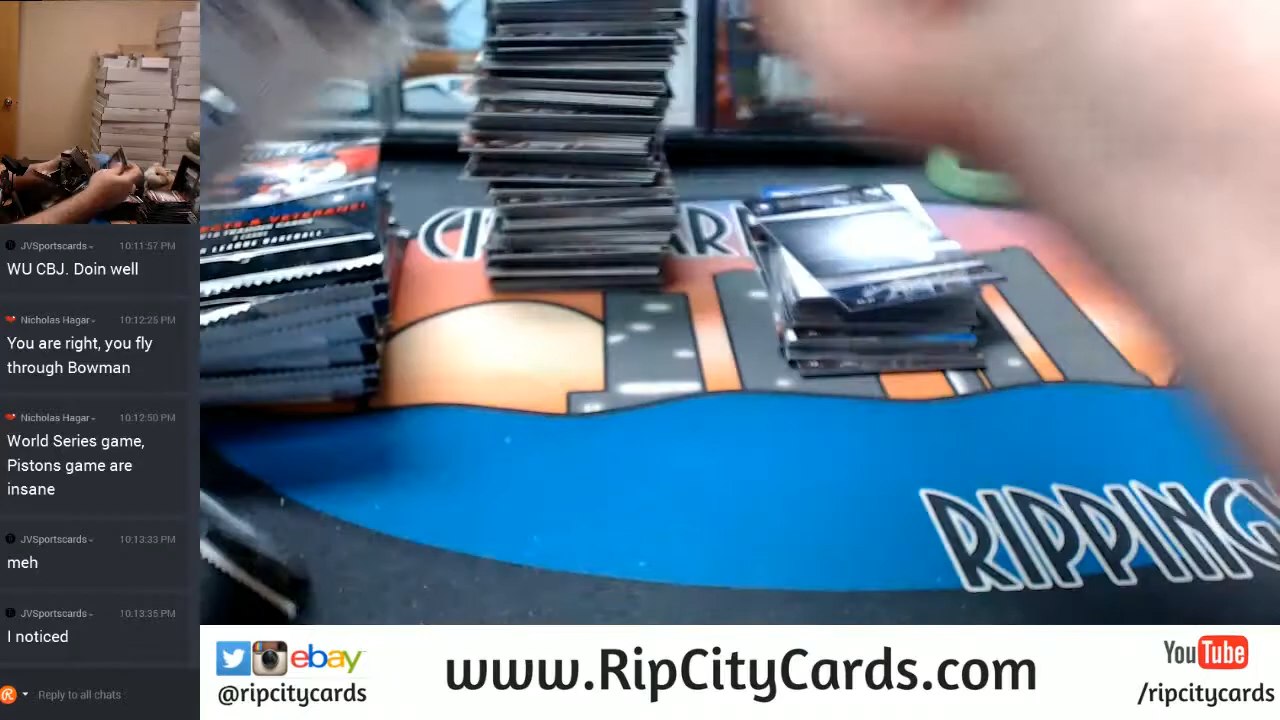 JVSportscards 10:11:57 PM
WU CBJ. Doin well
Nicholas Hagar 10:12:25 PM
You are right, you fly
through Bowman
Nicholas Hagar 10:12:50 PM
World Series game,
Pistons game are
insane
JVSportscards 10:13:33 PM
meh
JVSportscards 10:13:35 PM
I noticed
Reply to all chats
RIPPING
ebay
@ripcitycards
www.RipCityCards.com
YouTube
/ripcitycards